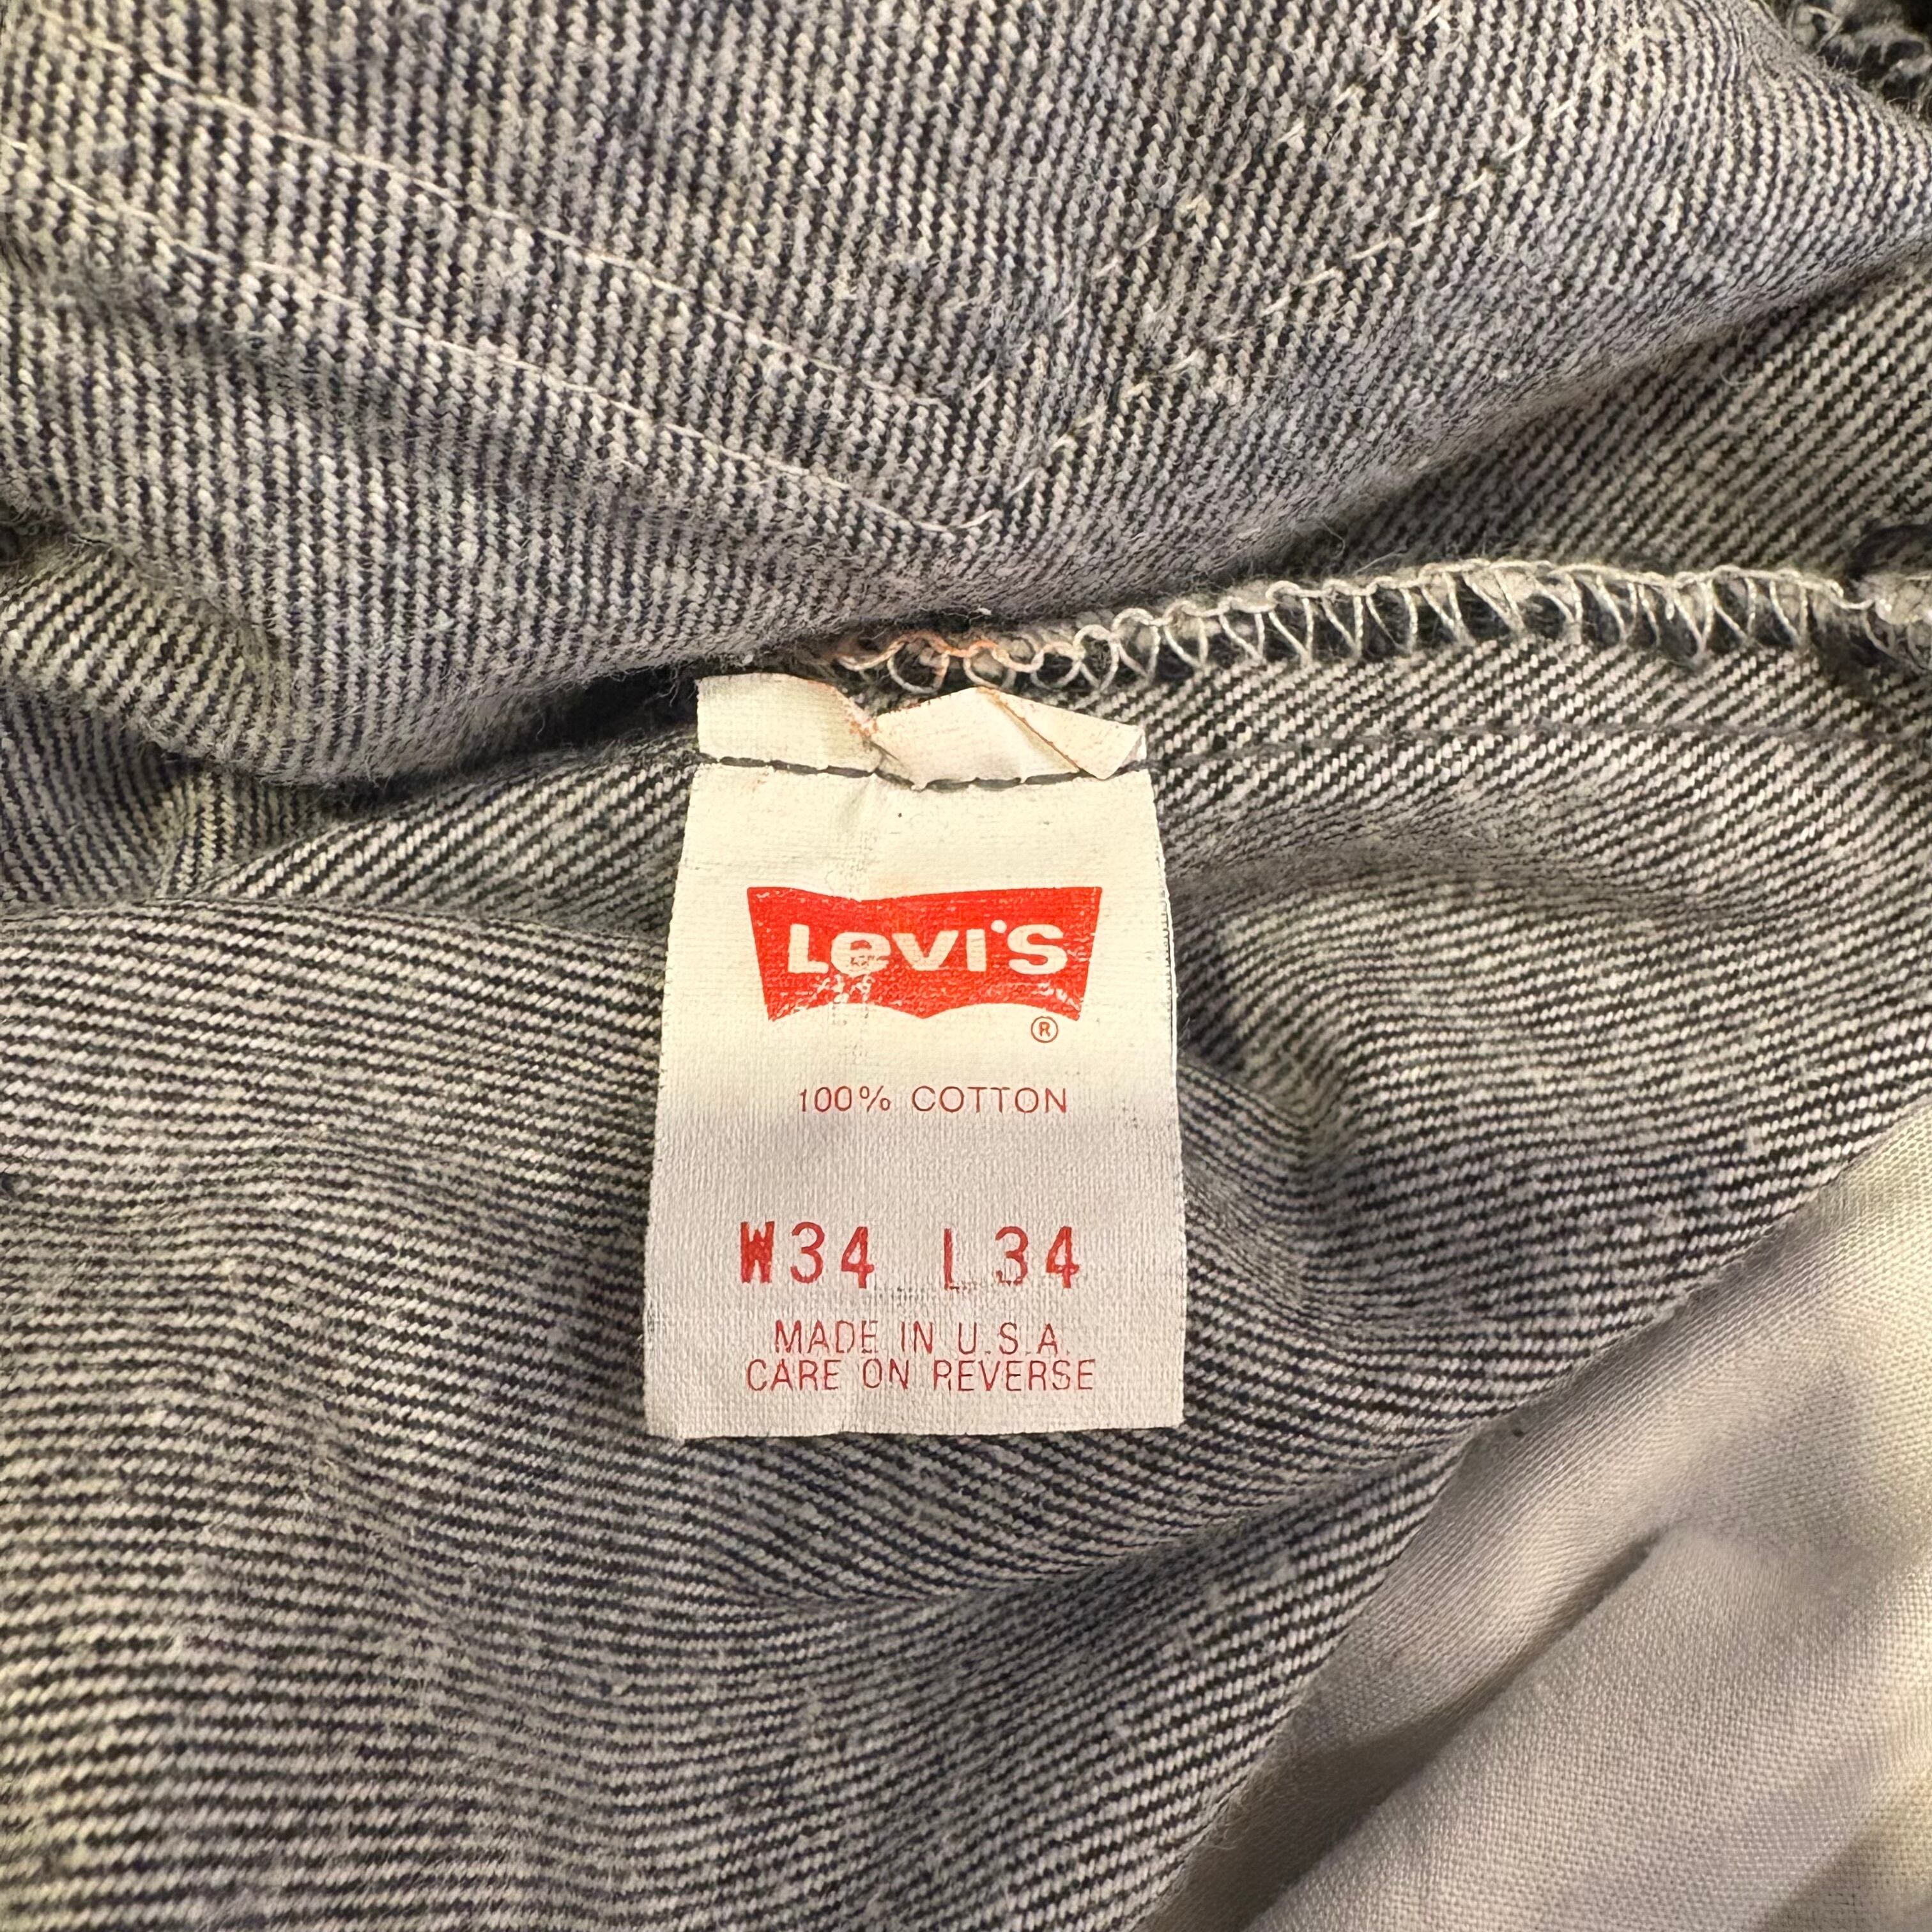 Levi's
®
100% COTTON
W34 L34
MADE IN U.S.A.
CARE ON REVERSE